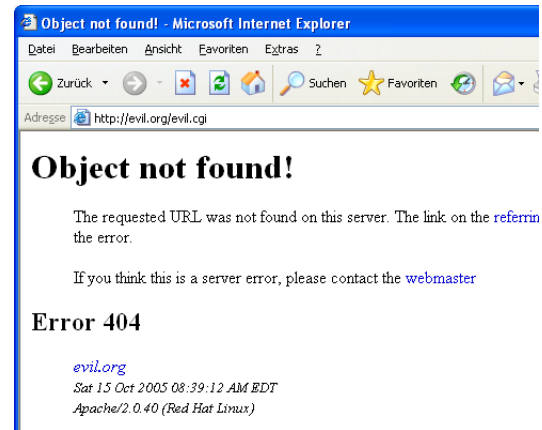 Object not found! - Microsoft Internet Explorer
Datei Bearbeiten Ansicht Favoriten Extras ?
Zurück Suchen Favoriten
Adresse http://evil.org/evil.cgi
Object not found!
The requested URL was not found on this server. The link on the referrin
the error.
If you think this is a server error, please contact the webmaster
Error 404
evil.org
Sat 15 Oct 2005 08:39:12 AM EDT
Apache/2.0.40 (Red Hat Linux)